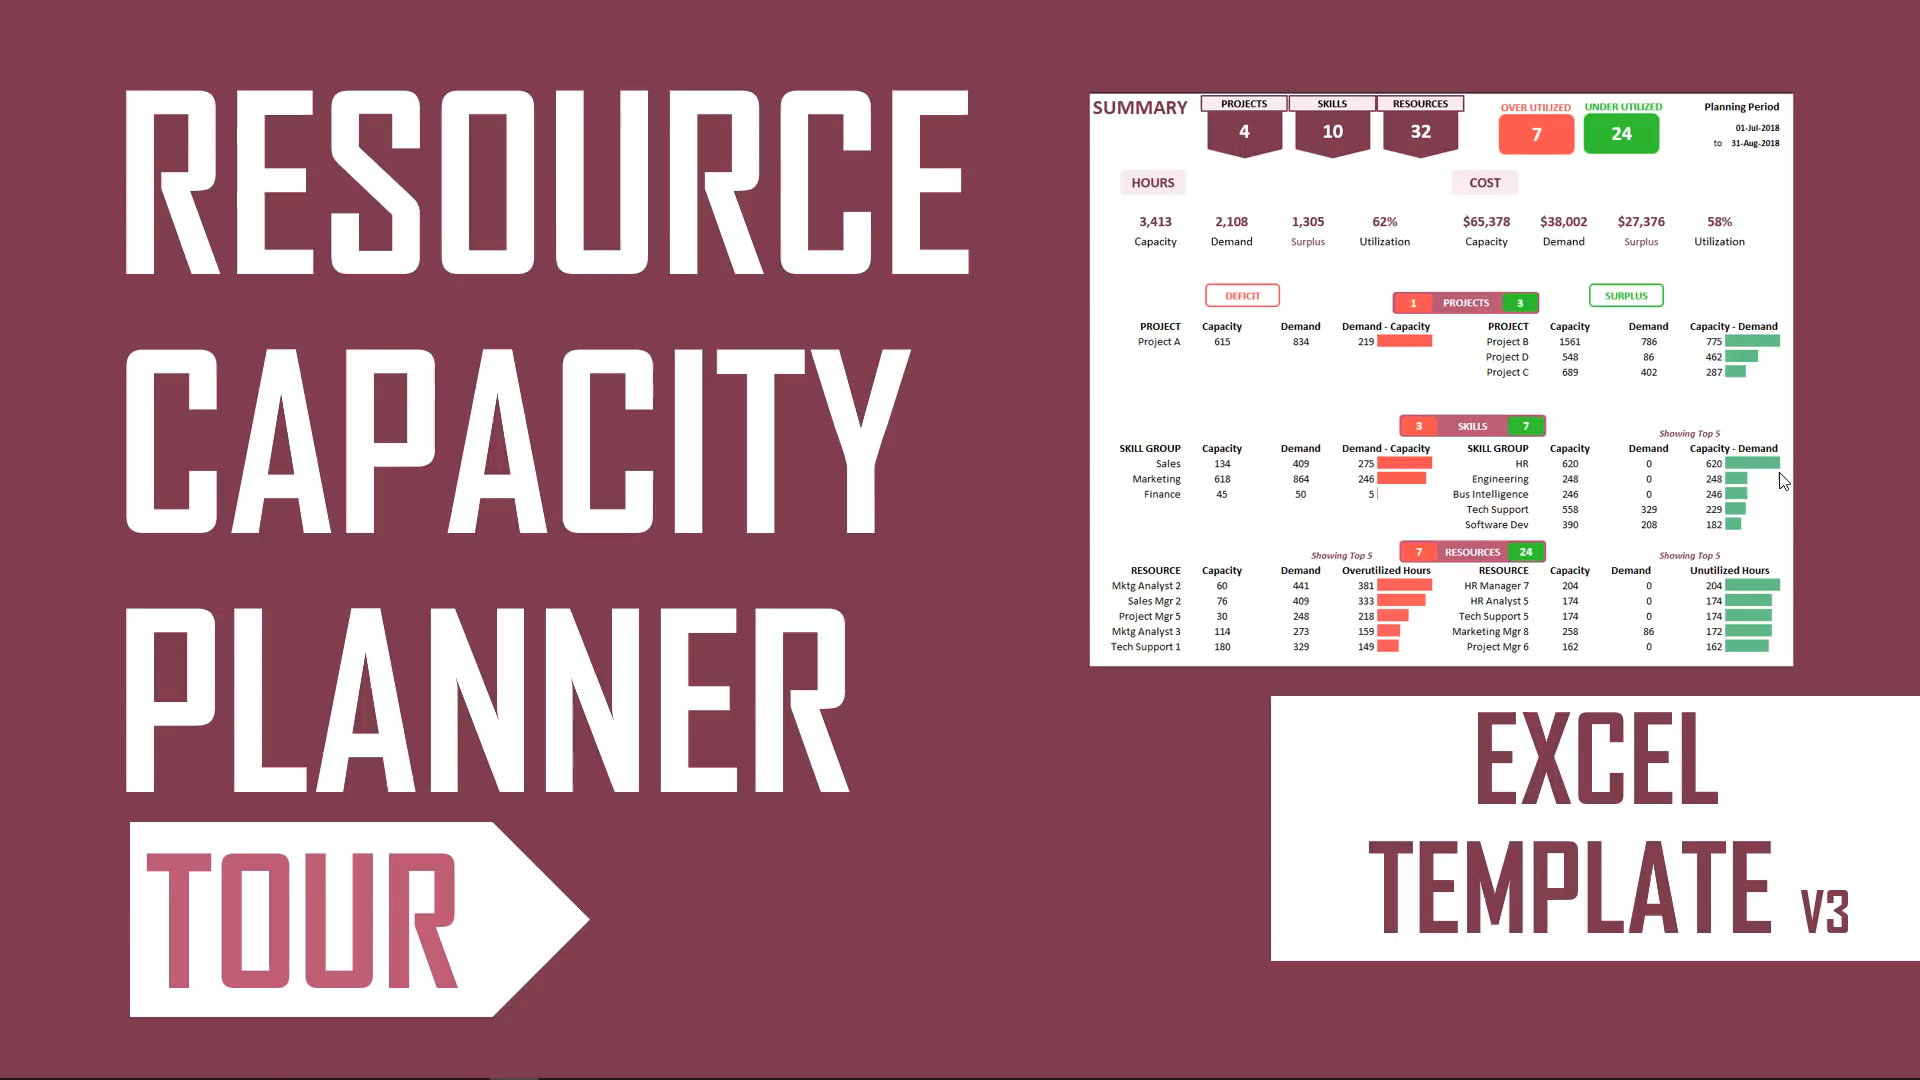 RESOURCE
CAPACITY
PLANNER
TOUR
SUMMARY
PROJECTS SKILLS RESOURCES
4 10 32
OVER UTILIZED UNDER UTILIZED
7 24
Planning Period
01-Jul-2018
to 31-Aug-2018
HOURS COST
3,413 2,108 1,305 62% $65,378 $38,002 $27,376 58%
Capacity Demand Surplus Utilization Capacity Demand Surplus Utilization
DEFICIT SURPLUS
1 PROJECTS 3
PROJECT Capacity Demand Demand - Capacity PROJECT Capacity Demand Capacity - Demand
Project A 615 834 219 Project B 1561 786 775
Project D 548 86 462
Project C 689 402 287
3 SKILLS 7
Showing Top 5
SKILL GROUP Capacity Demand Demand - Capacity SKILL GROUP Capacity Demand Capacity - Demand
Sales 134 409 275 HR 620 0 620
Marketing 618 864 246 Engineering 248 0 248
Finance 45 50 5 Bus Intelligence 246 0 246
Tech Support 558 329 229
Software Dev 390 208 182
Showing Top 5 7 RESOURCES 24 Showing Top 5
RESOURCE Capacity Demand Overutilized Hours RESOURCE Capacity Demand Unutilized Hours
Mktg Analyst 2 60 441 381 HR Manager 7 204 0 204
Sales Mgr 2 76 409 333 HR Analyst 5 174 0 174
Project Mgr 5 30 248 218 Tech Support 5 174 0 174
Mktg Analyst 3 114 273 159 Marketing Mgr 8 258 86 172
Tech Support 1 180 329 149 Project Mgr 6 162 0 162
EXCEL
TEMPLATE V3